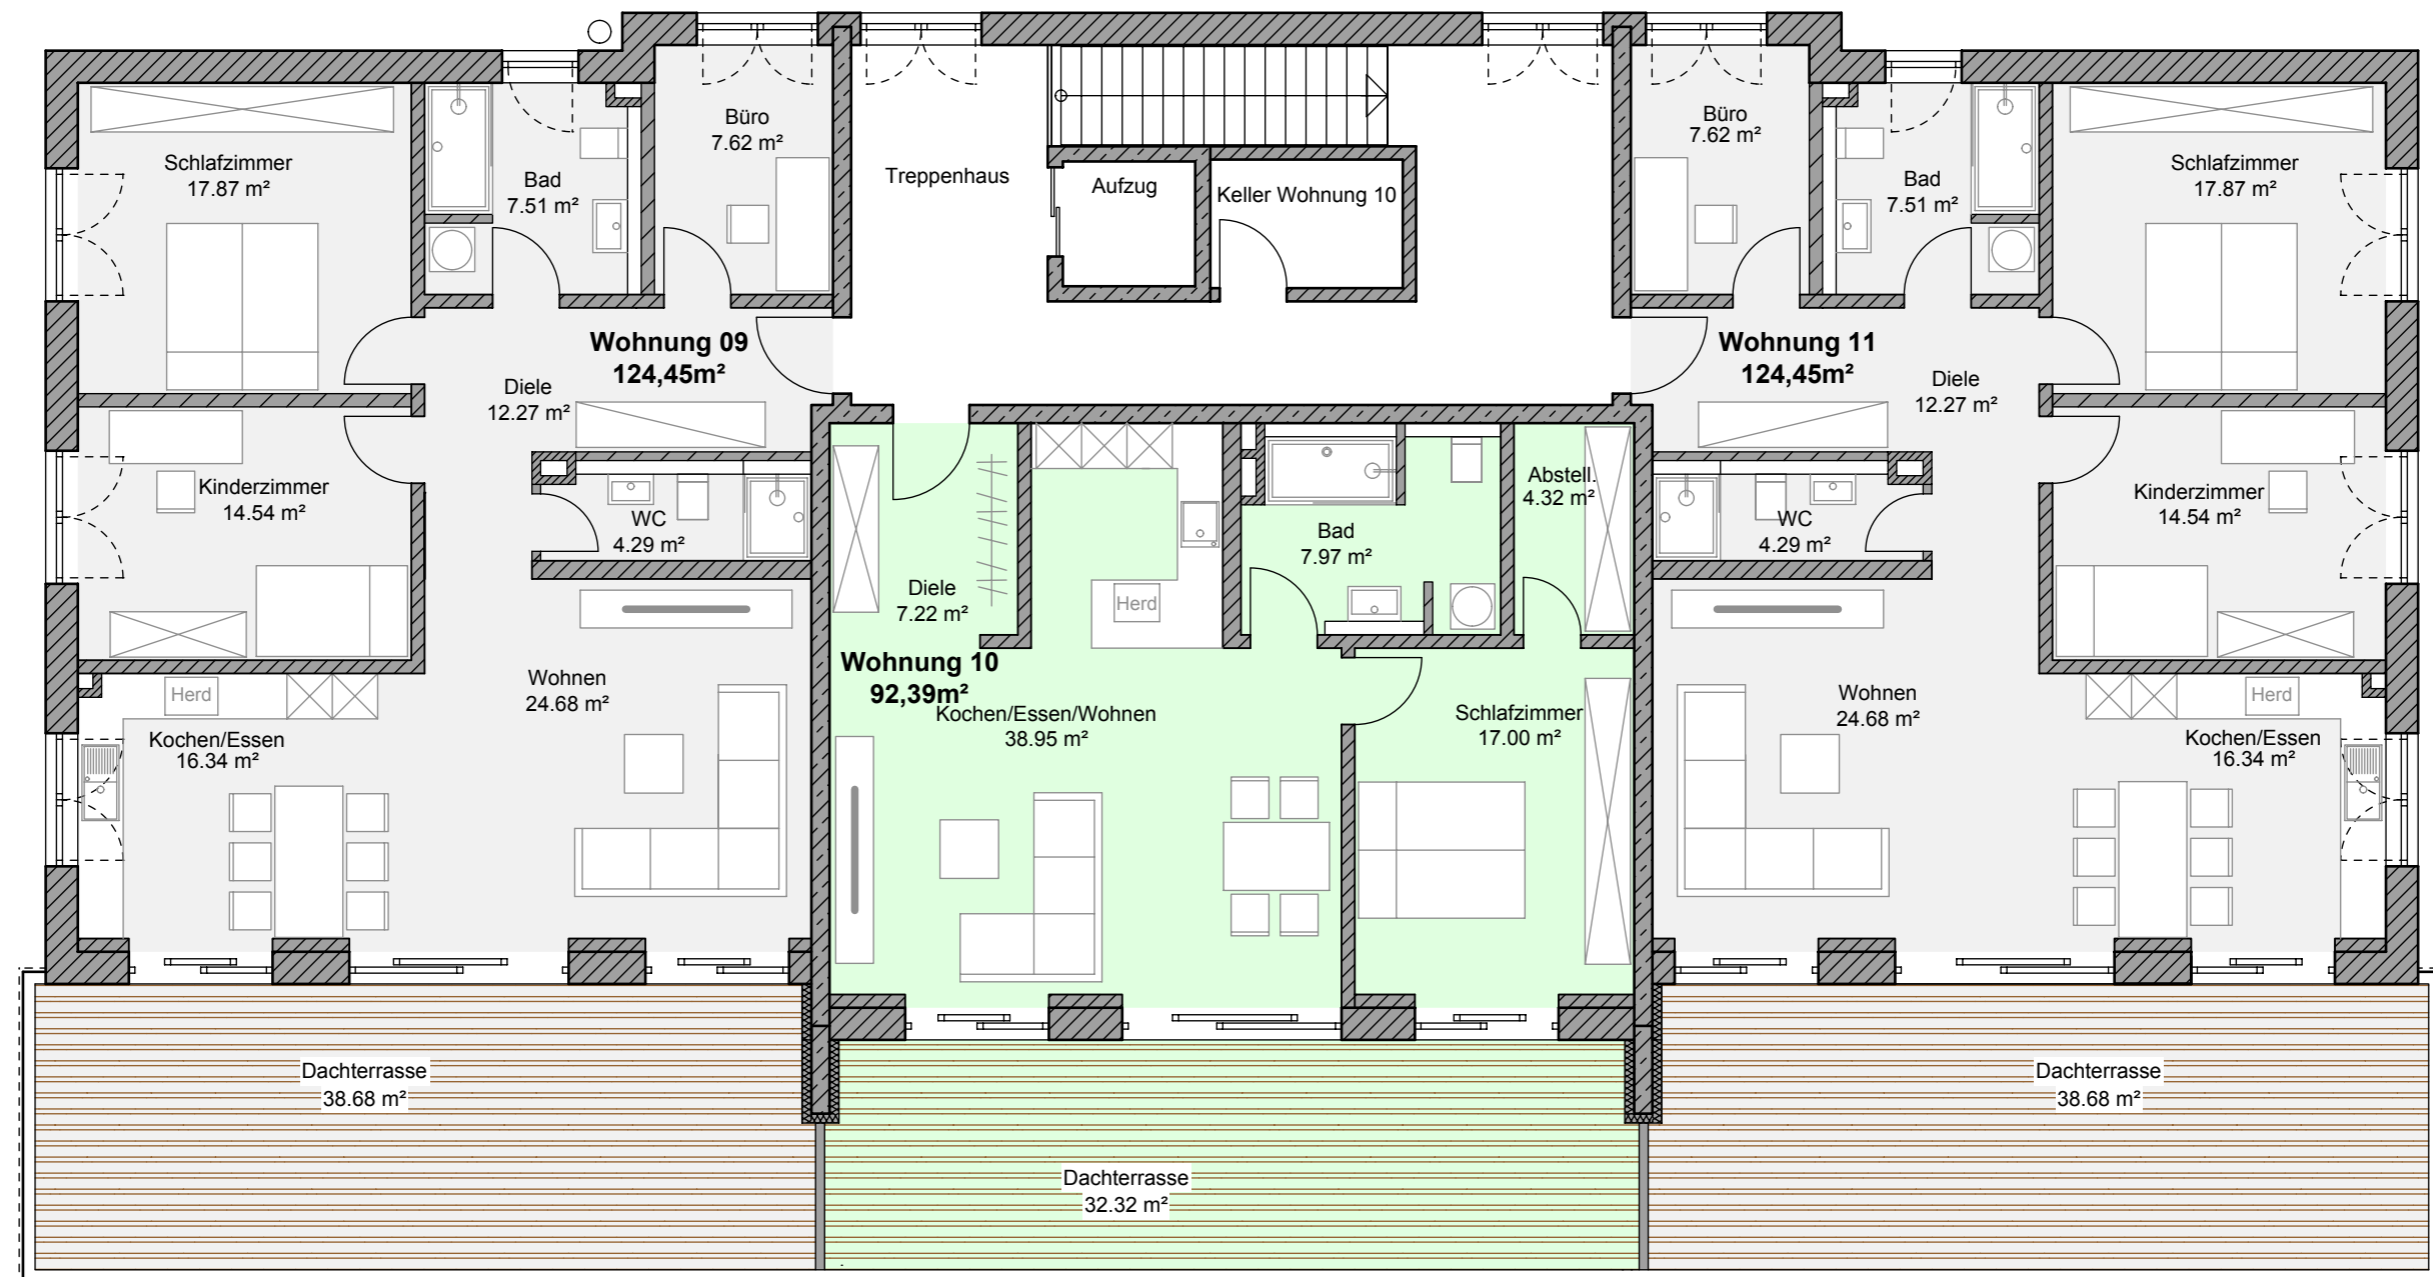 Schlafzimmer
17.87 m²
Bad
7.51 m²
Büro
7.62 m²
Treppenhaus
Aufzug
Keller Wohnung 10
Büro
7.62 m²
Bad
7.51 m²
Schlafzimmer
17.87 m²
Wohnung 09
124,45m²
Diele
12.27 m²
Wohnung 11
124,45m²
Diele
12.27 m²
Kinderzimmer
14.54 m²
WC
4.29 m²
Diele
7.22 m²
Herd
Bad
7.97 m²
Abstell.
4.32 m²
WC
4.29 m²
Kinderzimmer
14.54 m²
Herd
Kochen/Essen
16.34 m²
Wohnen
24.68 m²
Wohnung 10
92,39m²
Kochen/Essen/Wohnen
38.95 m²
Schlafzimmer
17.00 m²
Wohnen
24.68 m²
Herd
Kochen/Essen
16.34 m²
Dachterrasse
38.68 m²
Dachterrasse
32.32 m²
Dachterrasse
38.68 m²